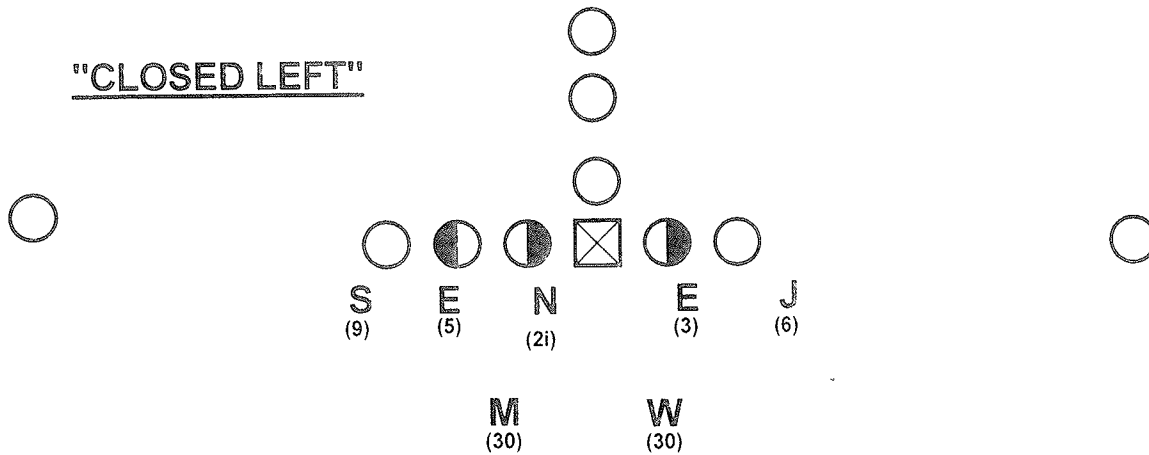 "CLOSED LEFT"
S E N E J
(9) (5) (2i) (3) (6)
M W
(30) (30)